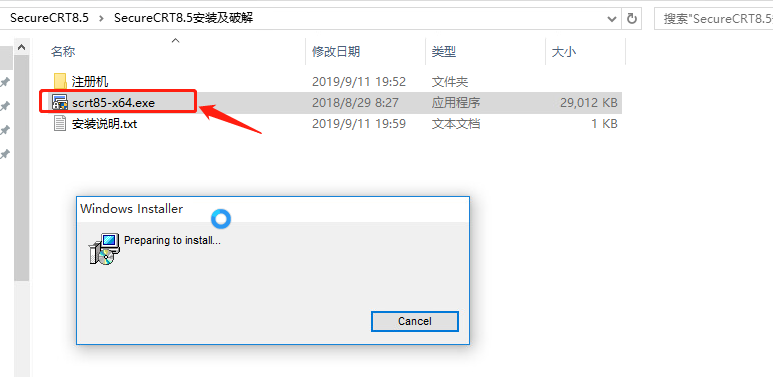 SecureCRT8.5 > SecureCRT8.5安装及破解 搜索"SecureCRT8.5安
名称 修改日期 类型 大小
注册机 2019/9/11 19:52 文件夹
scrt85-x64.exe 2018/8/29 8:27 应用程序 29,012 KB
安装说明.txt 2019/9/11 19:59 文本文档 1 KB
Windows Installer
Preparing to install...
Cancel